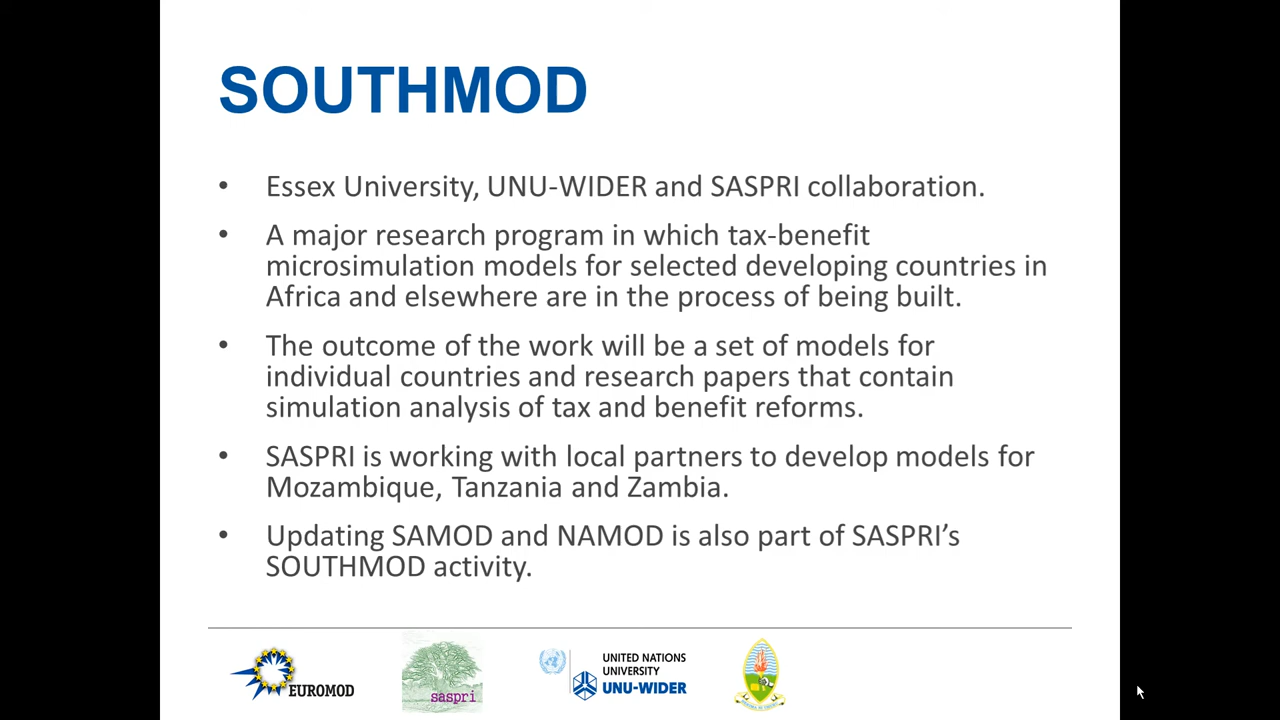 SOUTHMOD
• Essex University, UNU-WIDER and SASPRI collaboration.
• A major research program in which tax-benefit
microsimulation models for selected developing countries in
Africa and elsewhere are in the process of being built.
• The outcome of the work will be a set of models for
individual countries and research papers that contain
simulation analysis of tax and benefit reforms.
• SASPRI is working with local partners to develop models for
Mozambique, Tanzania and Zambia.
• Updating SAMOD and NAMOD is also part of SASPRI’s
SOUTHMOD activity.
EUROMOD
saspri
UNITED NATIONS
UNIVERSITY
UNU-WIDER